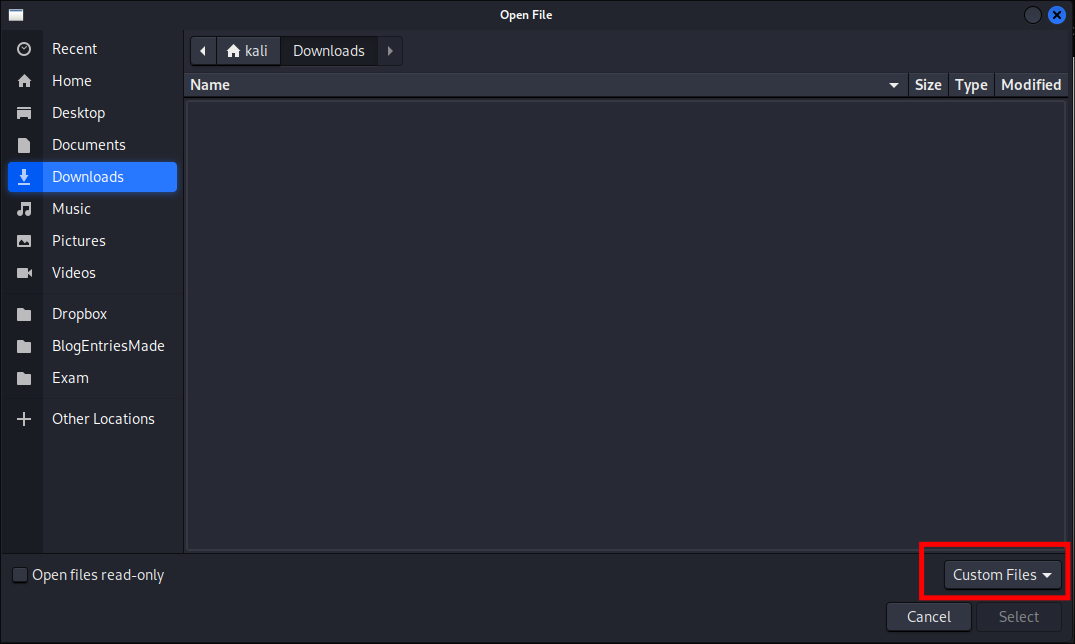 Open File
Recent
Home
Desktop
Documents
Downloads
Music
Pictures
Videos
Dropbox
BlogEntriesMade
Exam
Other Locations
kali Downloads
Name Size Type Modified
Open files read-only
Custom Files
Cancel Select